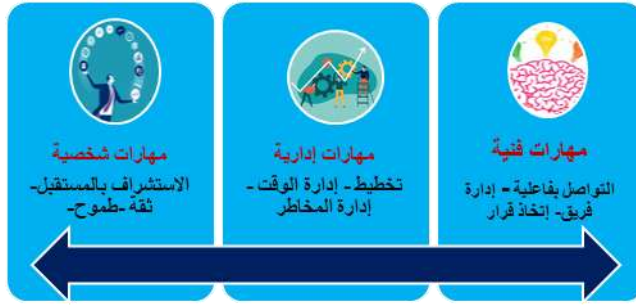 مهارات فنية
التواصل بفاعلية - إدارة
فريق- إتخاذ قرار
مهارات إدارية
تخطيط - إدارة الوقت -
إدارة المخاطر
مهارات شخصية
الاستشراف بالمستقبل-
ثقة -طموح-